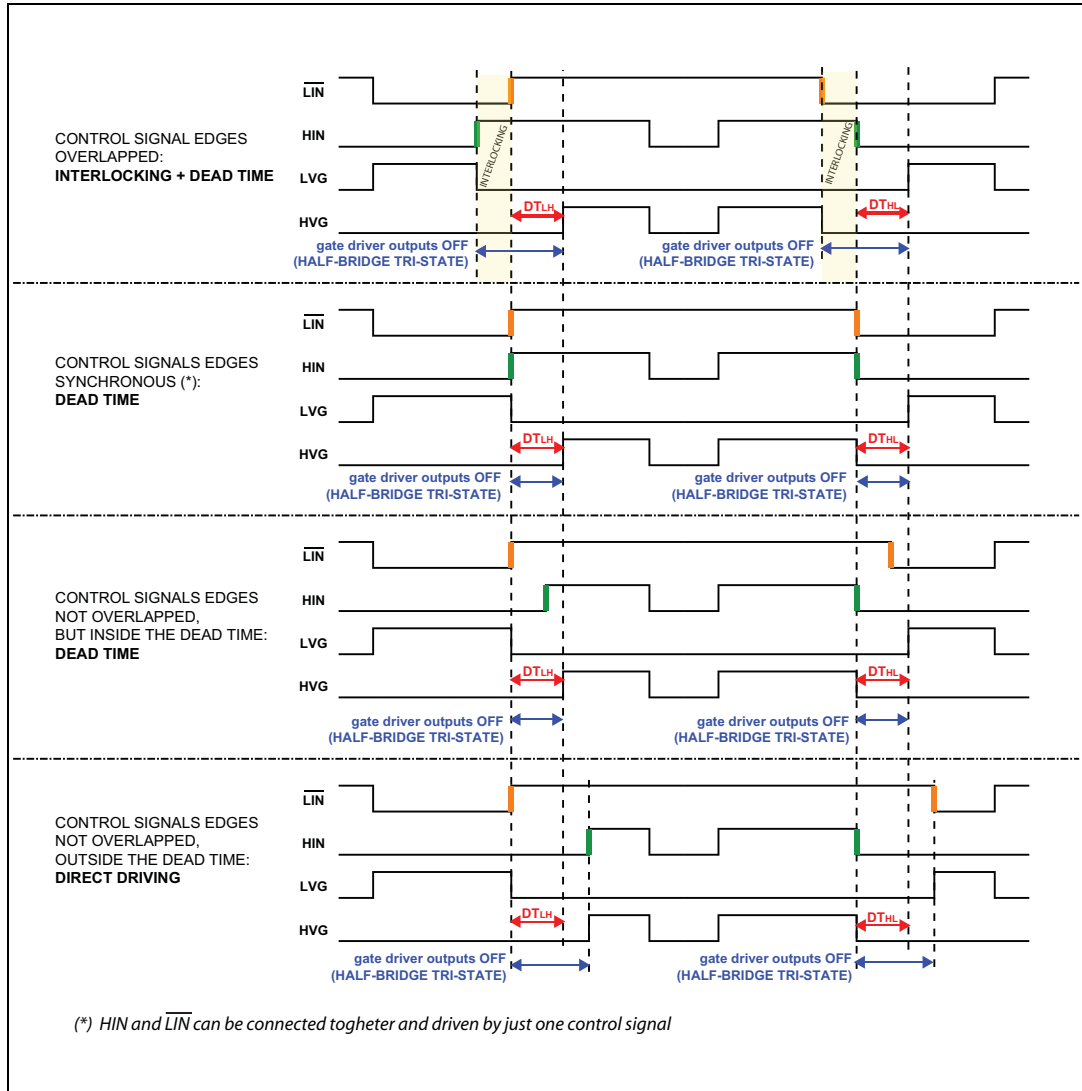 LIN
HIN
LVG
HVG
CONTROL SIGNAL EDGES
OVERLAPPED:
INTERLOCKING + DEAD TIME
INTERLOCKING
INTERLOCKING
DTLH
DTHL
gate driver outputs OFF
(HALF-BRIDGE TRI-STATE)
gate driver outputs OFF
(HALF-BRIDGE TRI-STATE)
LIN
HIN
LVG
HVG
CONTROL SIGNALS EDGES
SYNCHRONOUS (*):
DEAD TIME
DTLH
DTHL
gate driver outputs OFF
(HALF-BRIDGE TRI-STATE)
gate driver outputs OFF
(HALF-BRIDGE TRI-STATE)
LIN
HIN
LVG
HVG
CONTROL SIGNALS EDGES
NOT OVERLAPPED,
BUT INSIDE THE DEAD TIME:
DEAD TIME
DTLH
DTHL
gate driver outputs OFF
(HALF-BRIDGE TRI-STATE)
gate driver outputs OFF
(HALF-BRIDGE TRI-STATE)
LIN
HIN
LVG
HVG
CONTROL SIGNALS EDGES
NOT OVERLAPPED,
OUTSIDE THE DEAD TIME:
DIRECT DRIVING
DTLH
DTHL
gate driver outputs OFF
(HALF-BRIDGE TRI-STATE)
gate driver outputs OFF
(HALF-BRIDGE TRI-STATE)
(*) HIN and LIN can be connected togheter and driven by just one control signal